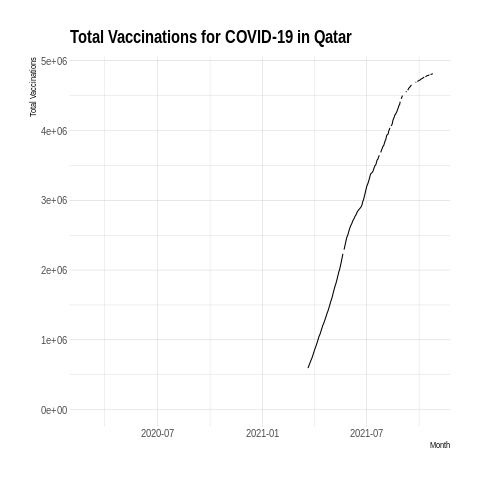 Total Vaccinations for COVID-19 in Qatar
Total Vaccinations
5e+06
4e+06
3e+06
2e+06
1e+06
0e+00
2020-07 2021-01 2021-07
Month